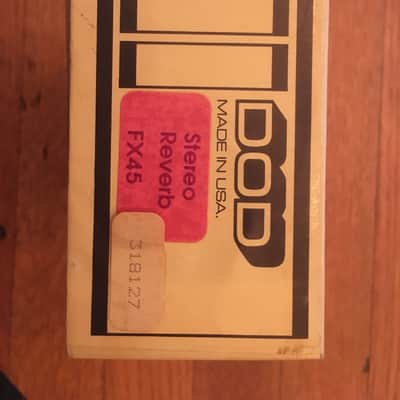 DOD
MADE IN USA.
Stereo
Reverb
FX45
318127